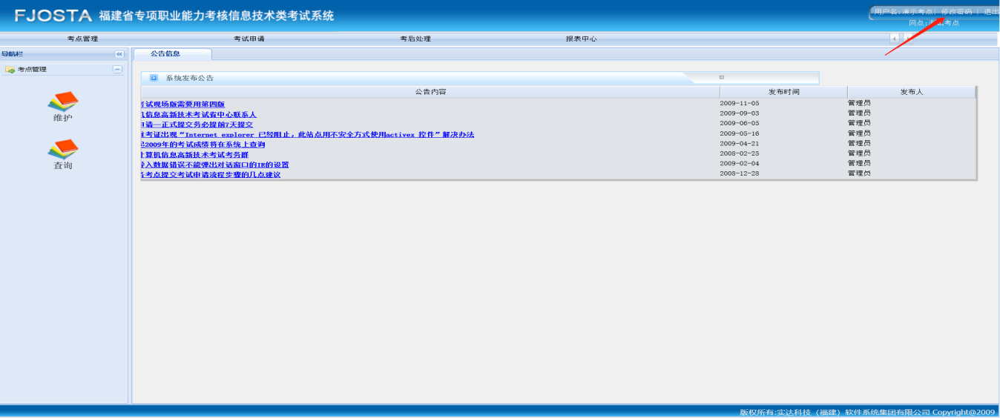 FJOSTA 福建省专项职业能力考核信息技术类考试系统
用户名:演示考点| 修改密码 | 退出
网点:演示考点
考点管理 考试申请 考后处理 报表中心
导航栏
公告信息
考点管理
系统发布公告
公告内容 发布时间 发布人
试现场版需要用第四版 2009-11-05 管理员
信息高新技术考试省中心联系人 2009-09-03 管理员
请—正式提交务必提前7天提交 2009-06-05 管理员
考证出现“Internet explorer 已经阻止，此站点用不安全方式使用activex 控件”解决办法 2009-05-16 管理员
2009年的考试成绩将在系统上查询 2009-04-21 管理员
算机信息高新技术考试考务群 2008-02-25 管理员
入数据错误不能弹出对话窗口的IE的设置 2009-02-04 管理员
考点提交考试申请流程步骤的几点建议 2008-12-28 管理员
维护
查询
版权所有:实达科技（福建）软件系统集团有限公司 Copyright@2009